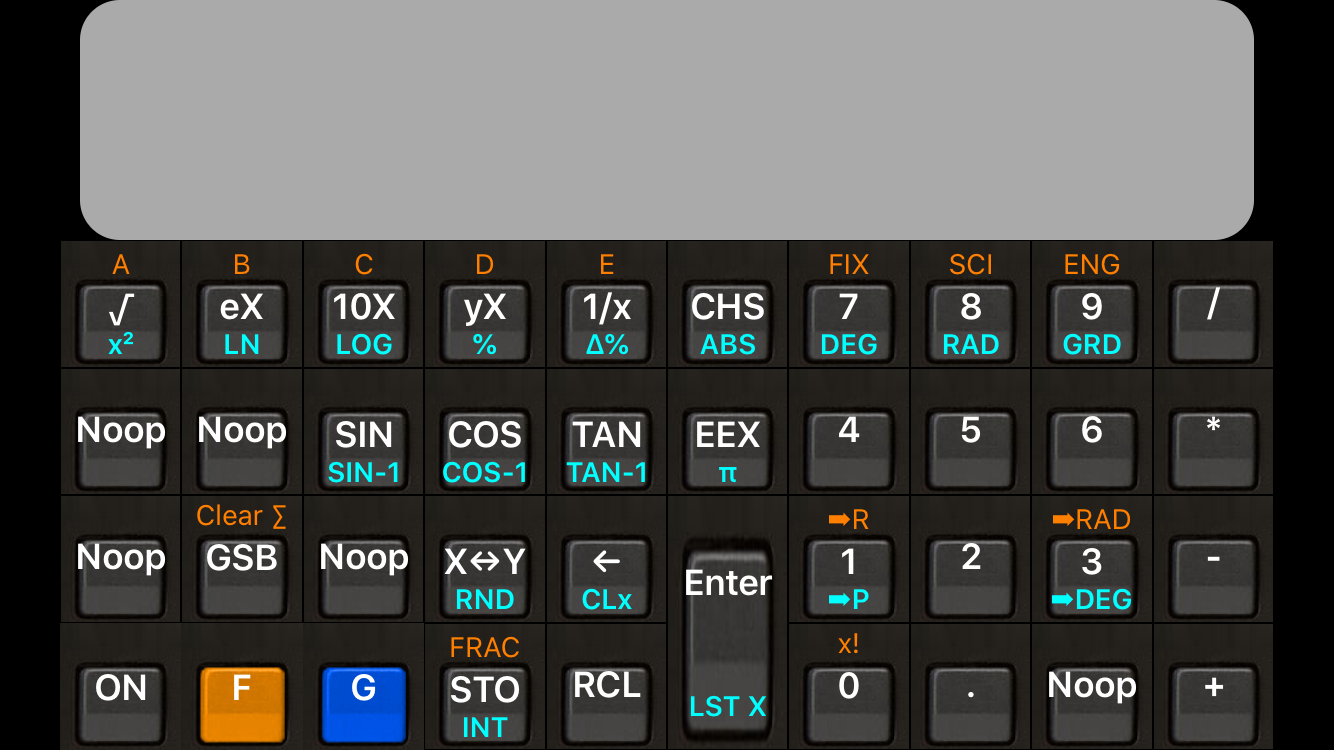 A B C D E FIX SCI ENG
√ eX 10X yX 1/x CHS 7 8 9 /
x² LN LOG % Δ% ABS DEG RAD GRD
Noop Noop SIN COS TAN EEX 4 5 6 *
SIN-1 COS-1 TAN-1 π
Clear ∑ ➡R ➡RAD
Noop GSB Noop X↔Y ← Enter 1 2 3 -
RND CLx ➡P ➡DEG
FRAC x!
ON F G STO RCL 0 . Noop +
INT LST X